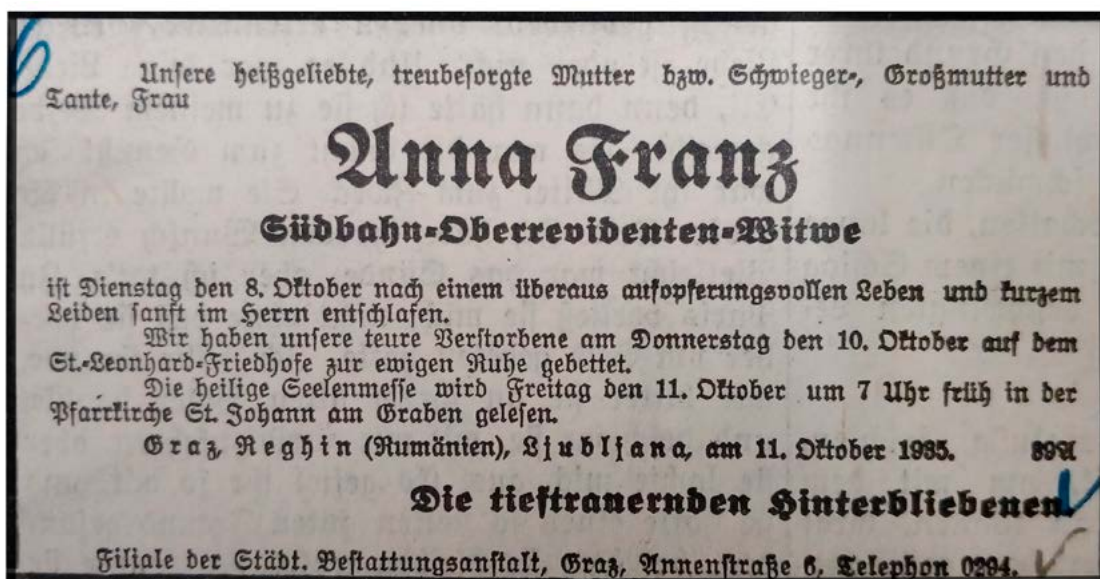 Unsere heißgeliebte, treubesorgte Mutter bzw. Schwieger-, Großmutter und
Tante, Frau
Anna Franz
Südbahn-Oberrevidenten-Witwe
ist Dienstag den 8. Oktober nach einem überaus aufopferungsvollen Leben und kurzem
Leiden sanft im Herrn entschlafen.
Wir haben unsere teure Verstorbene am Donnerstag den 10. Oktober auf dem
St.-Leonhard-Friedhofe zur ewigen Ruhe gebettet.
Die heilige Seelenmesse wird Freitag den 11. Oktober um 7 Uhr früh in der
Pfarrkirche St. Johann am Graben gelesen.
Graz, Reghin (Rumänien), Ljubljana, am 11. Oktober 1935. 89A
Die tieftrauernden Hinterbliebenen.
Filiale der Städt. Bestattungsanstalt, Graz, Annenstraße 6, Telephon 0294.